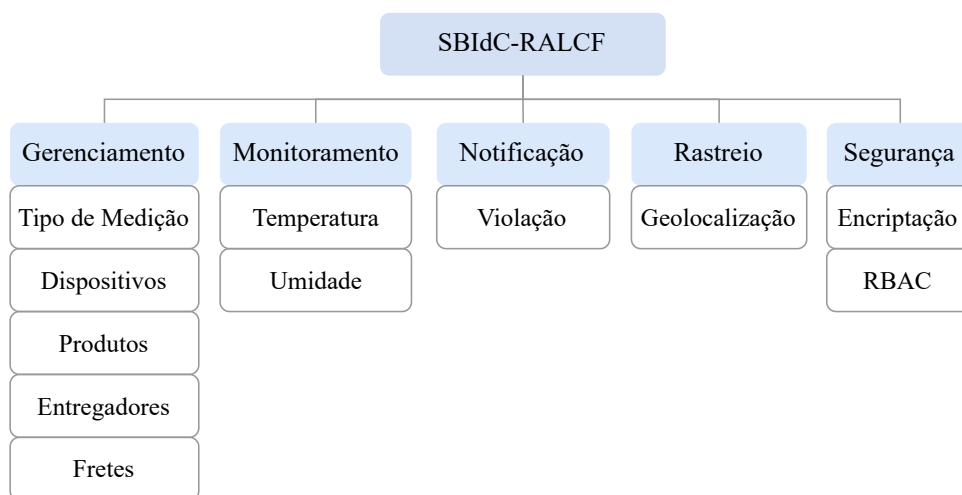 SBIdC-RALCF
Gerenciamento
Monitoramento
Notificação
Rastreio
Segurança
Tipo de Medição
Temperatura
Violação
Geolocalização
Encriptação
Dispositivos
Umidade
RBAC
Produtos
Entregadores
Fretes